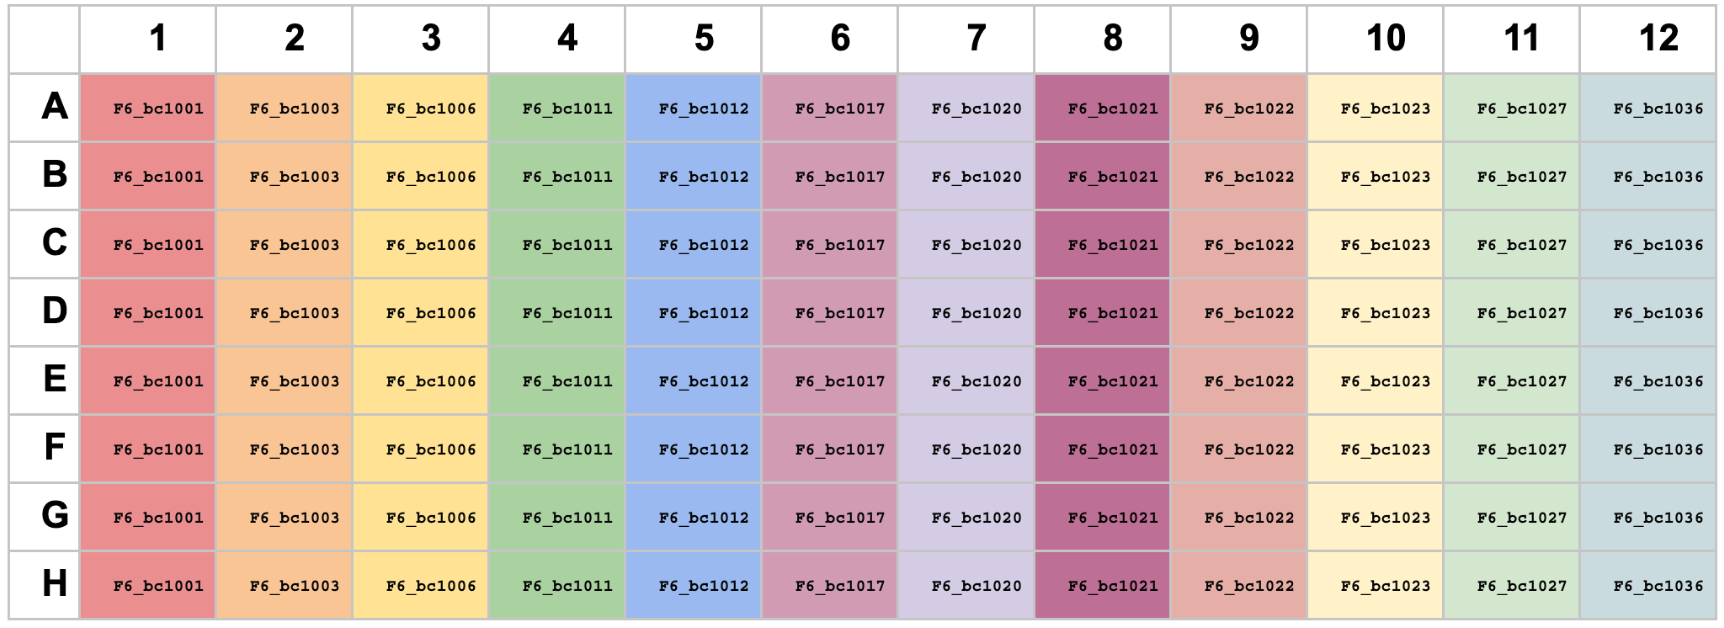 1 2 3 4 5 6 7 8 9 10 11 12
A F6_bc1001 F6_bc1003 F6_bc1006 F6_bc1011 F6_bc1012 F6_bc1017 F6_bc1020 F6_bc1021 F6_bc1022 F6_bc1023 F6_bc1027 F6_bc1036
B F6_bc1001 F6_bc1003 F6_bc1006 F6_bc1011 F6_bc1012 F6_bc1017 F6_bc1020 F6_bc1021 F6_bc1022 F6_bc1023 F6_bc1027 F6_bc1036
C F6_bc1001 F6_bc1003 F6_bc1006 F6_bc1011 F6_bc1012 F6_bc1017 F6_bc1020 F6_bc1021 F6_bc1022 F6_bc1023 F6_bc1027 F6_bc1036
D F6_bc1001 F6_bc1003 F6_bc1006 F6_bc1011 F6_bc1012 F6_bc1017 F6_bc1020 F6_bc1021 F6_bc1022 F6_bc1023 F6_bc1027 F6_bc1036
E F6_bc1001 F6_bc1003 F6_bc1006 F6_bc1011 F6_bc1012 F6_bc1017 F6_bc1020 F6_bc1021 F6_bc1022 F6_bc1023 F6_bc1027 F6_bc1036
F F6_bc1001 F6_bc1003 F6_bc1006 F6_bc1011 F6_bc1012 F6_bc1017 F6_bc1020 F6_bc1021 F6_bc1022 F6_bc1023 F6_bc1027 F6_bc1036
G F6_bc1001 F6_bc1003 F6_bc1006 F6_bc1011 F6_bc1012 F6_bc1017 F6_bc1020 F6_bc1021 F6_bc1022 F6_bc1023 F6_bc1027 F6_bc1036
H F6_bc1001 F6_bc1003 F6_bc1006 F6_bc1011 F6_bc1012 F6_bc1017 F6_bc1020 F6_bc1021 F6_bc1022 F6_bc1023 F6_bc1027 F6_bc1036